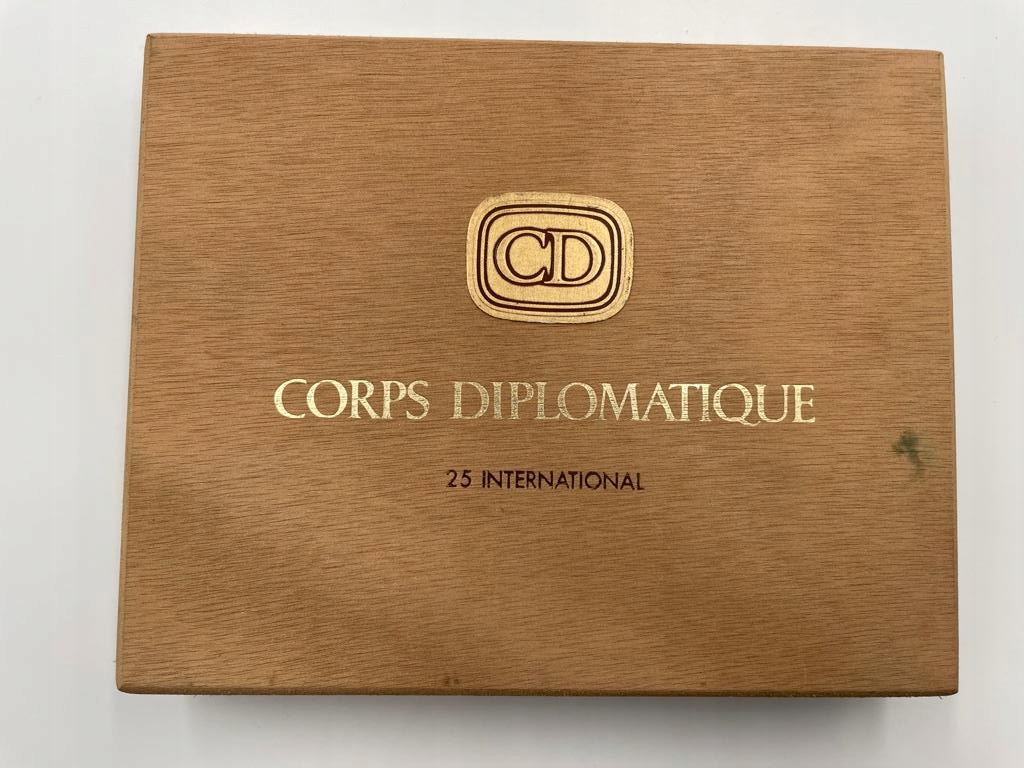 CD
CORPS DIPLOMATIQUE
25 INTERNATIONAL